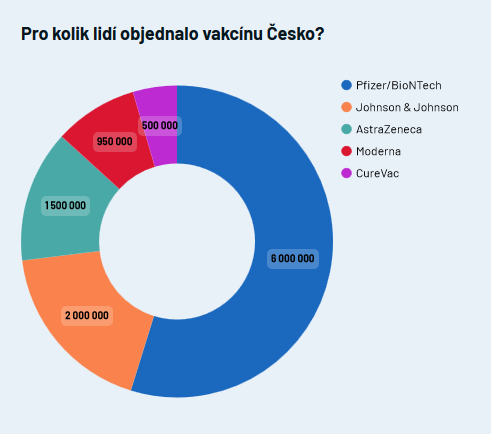 Pro kolik lidí objednalo vakcínu Česko?
Pfizer/BioNTech
Johnson & Johnson
AstraZeneca
Moderna
CureVac
500 000
950 000
1 500 000
6 000 000
2 000 000